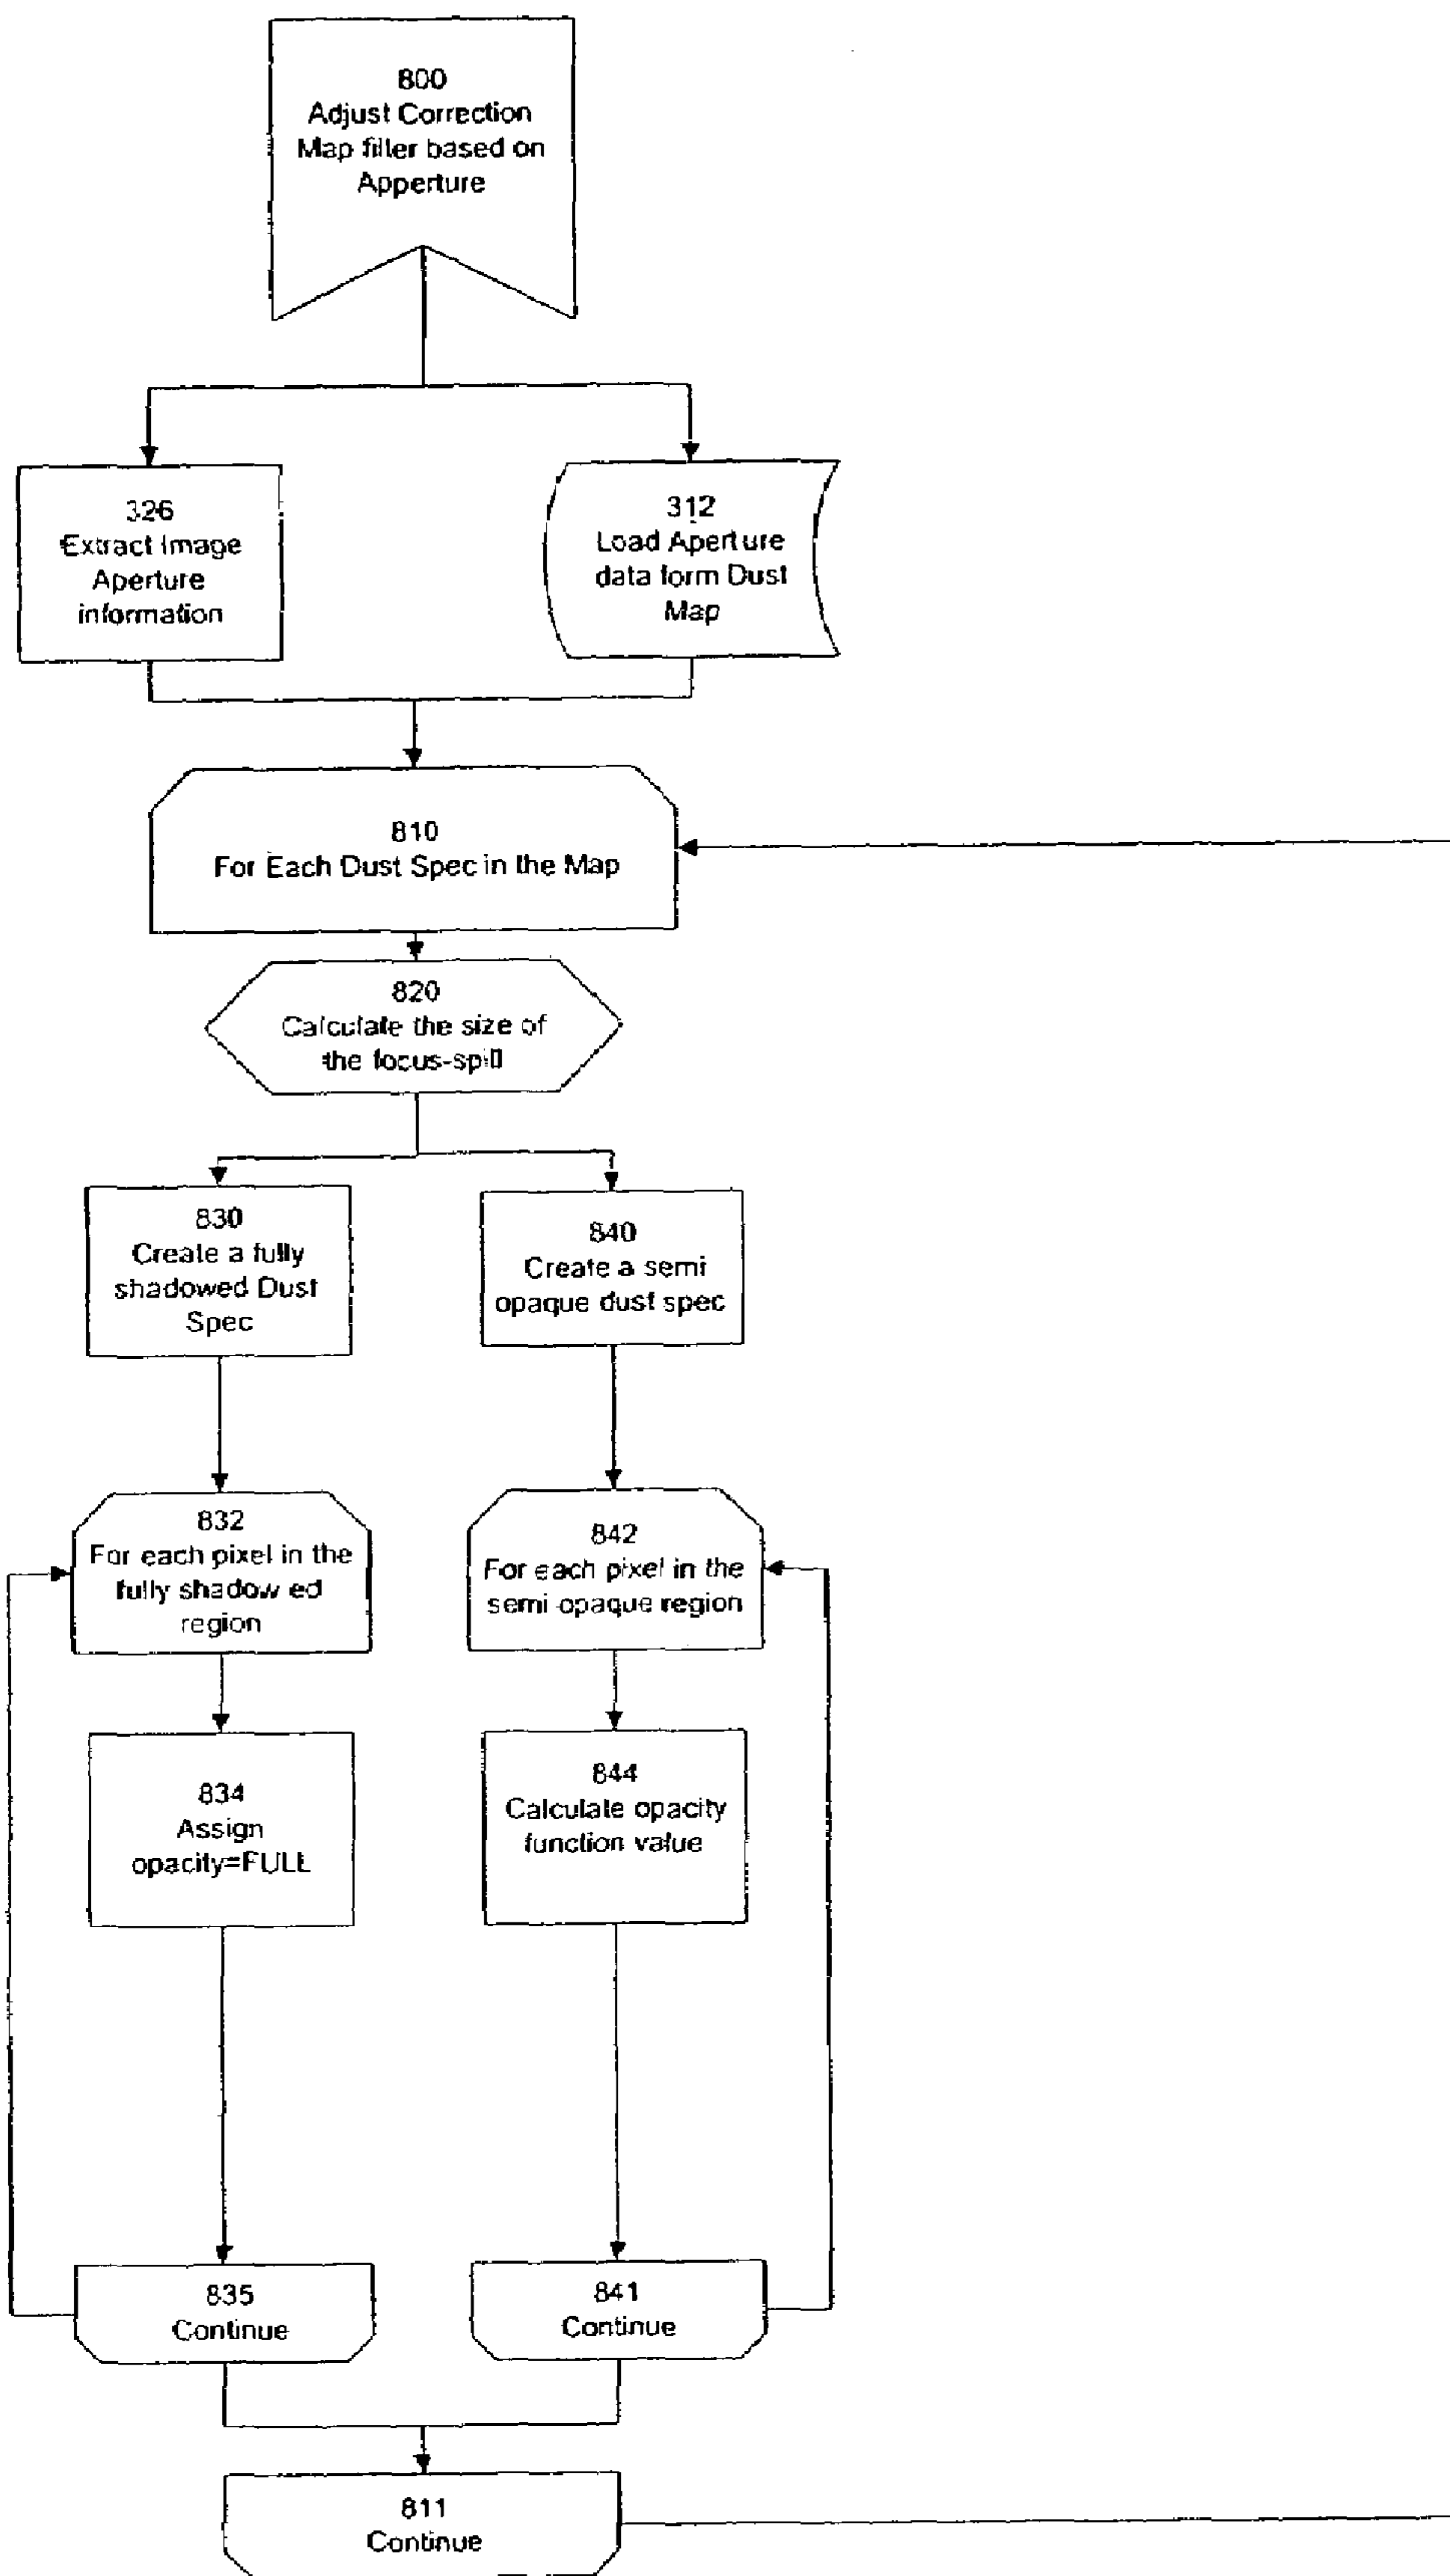 800
Adjust Correction
Map filter based on
Apperture
326
Extract Image
Aperture
information
312
Load Aperture
data form Dust
Map
810
For Each Dust Spec in the Map
820
Calculate the size of
the focus-spill
830
Create a fully
shadowed Dust
Spec
840
Create a semi
opaque dust spec
832
For each pixel in the
fully shadow ed
region
842
For each pixel in the
semi-opaque region
834
Assign
opacity=FULL
844
Calculate opacity
function value
835
Continue
841
Continue
811
Continue